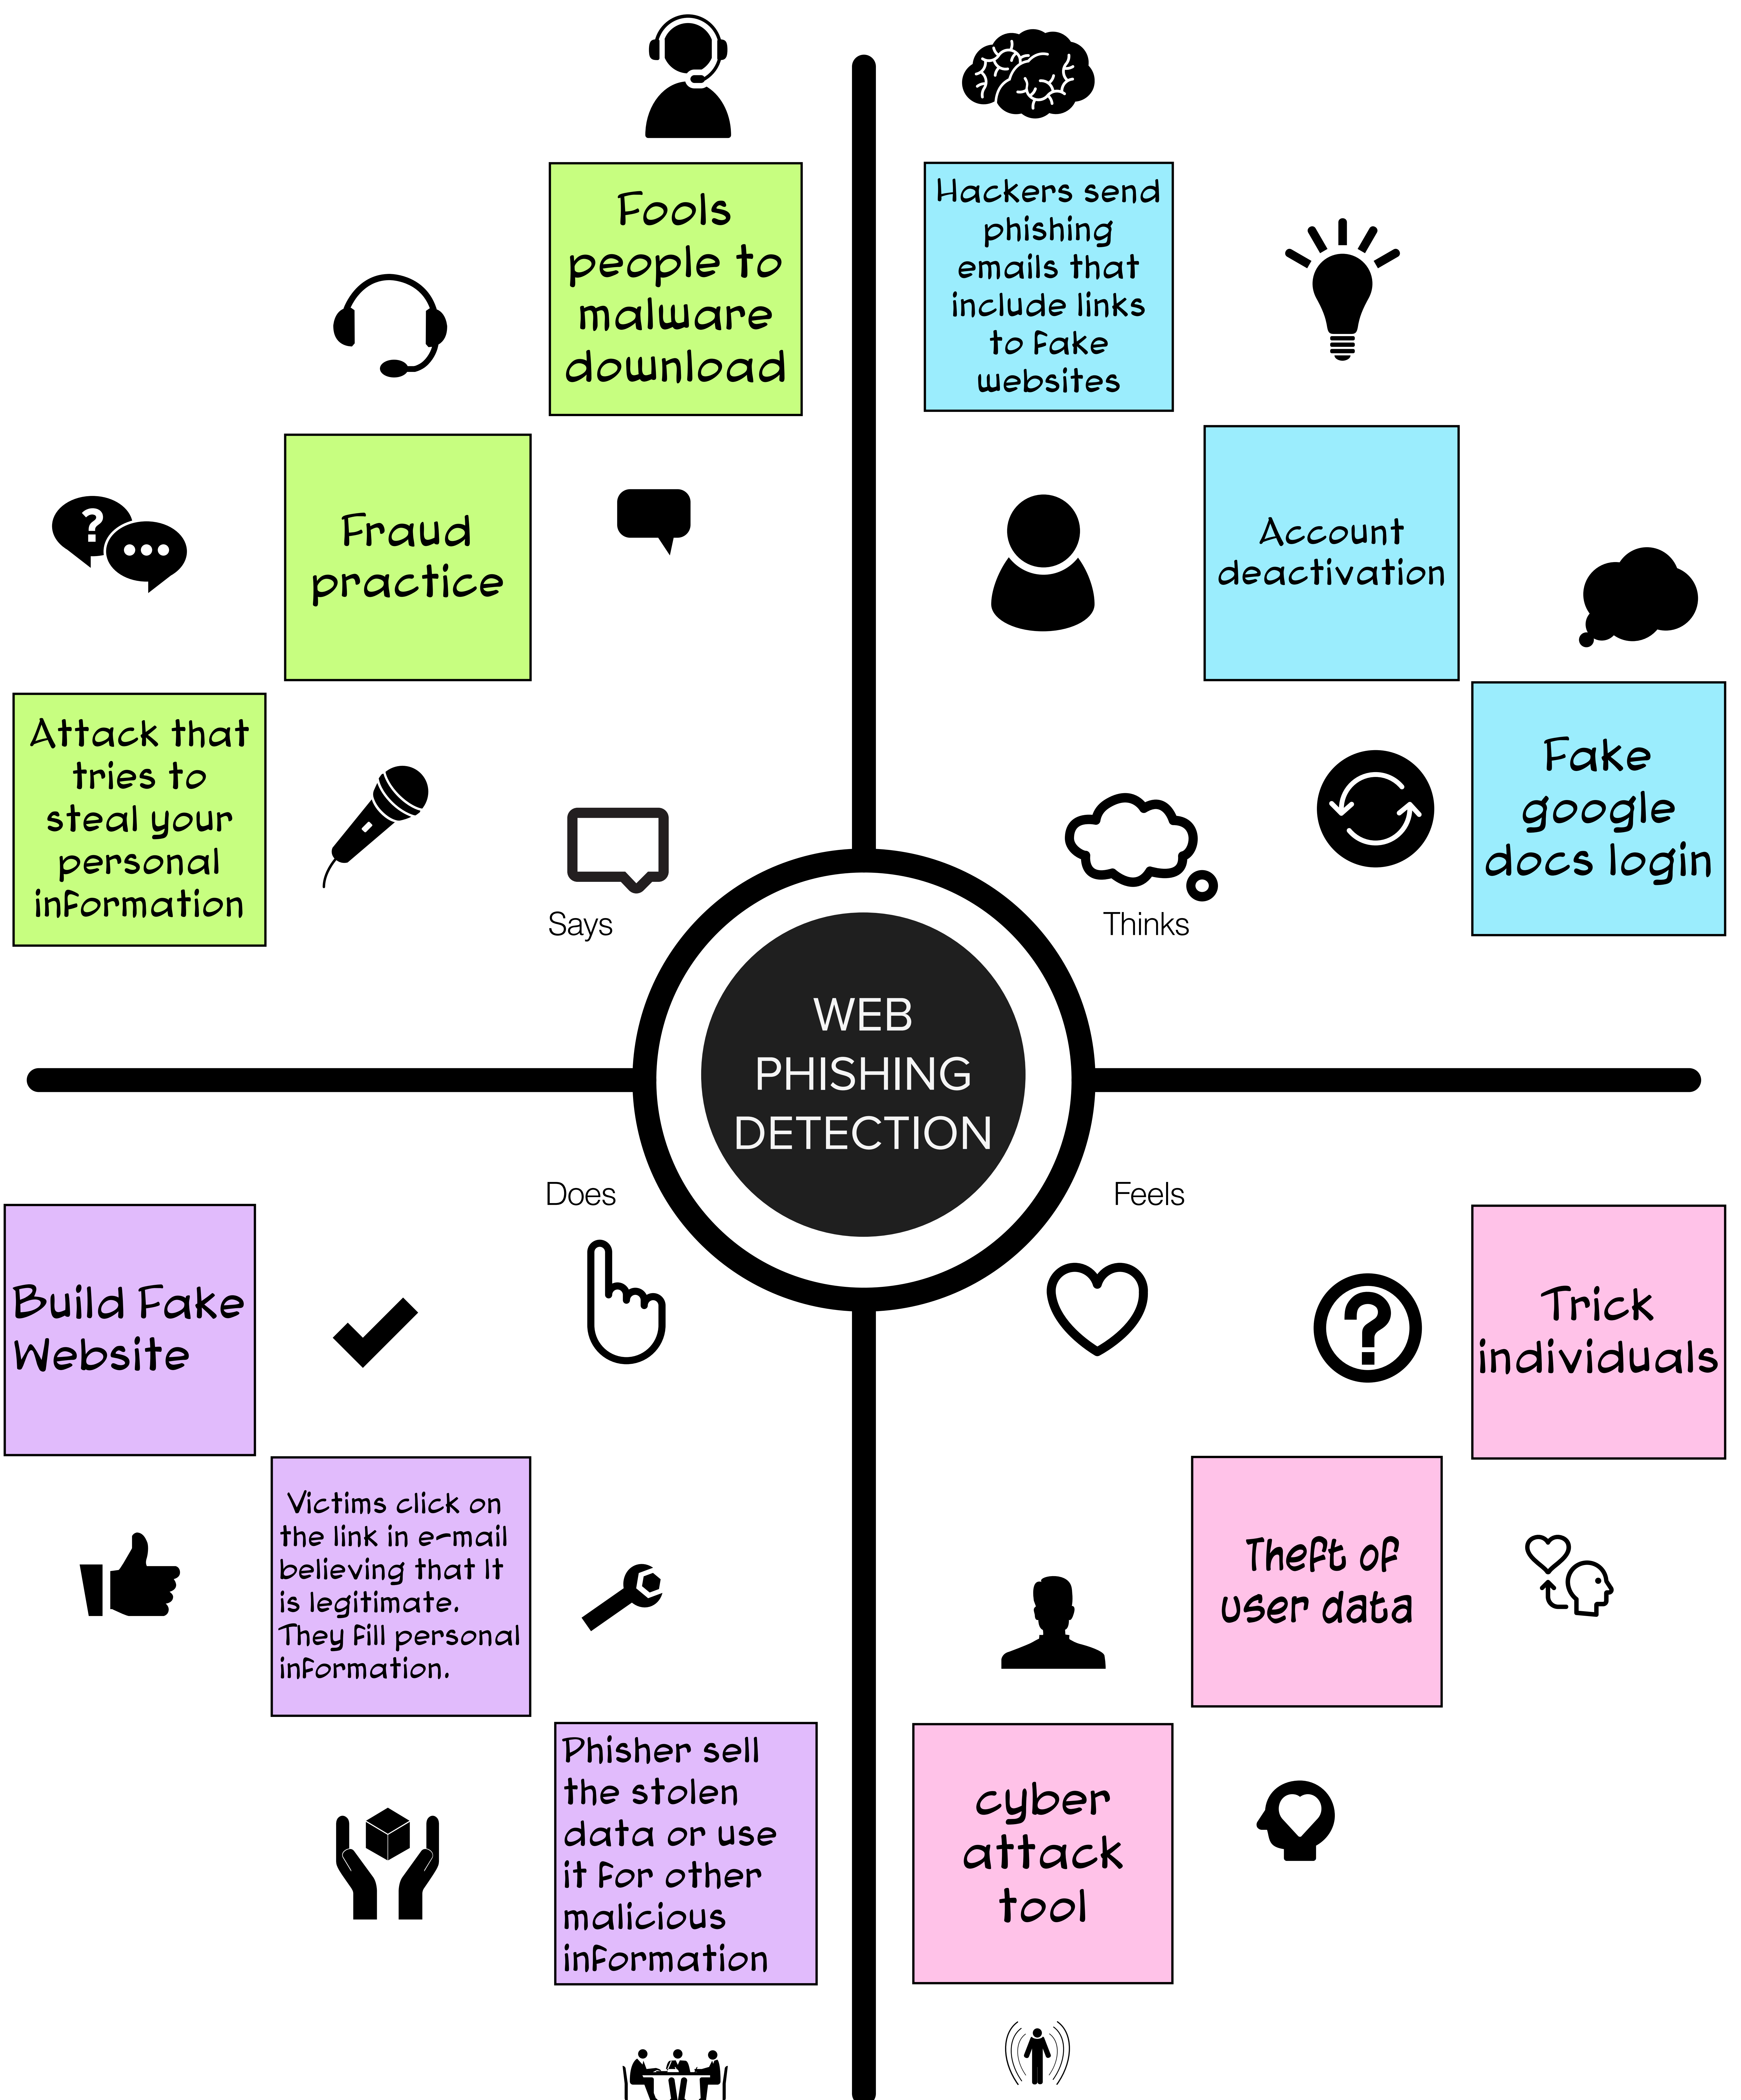 Fools
people to
malware
download
Fraud
practice
Attack that
tries to
steal your
personal
information
Says
Hackers send
phishing
emails that
include links
to fake
websites
Account
deactivation
Fake
google
docs login
Thinks
WEB
PHISHING
DETECTION
Does
Build Fake
Website
Victims click on
the link in e-mail
believing that It
is legitimate.
They fill personal
information.
Phisher sell
the stolen
data or use
it for other
malicious
information
Feels
?
Trick
individuals
Theft of
user data
cyber
attack
tool